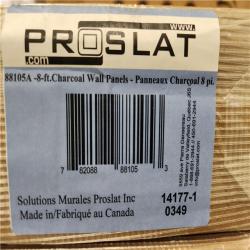 PROSLAT
.com
88105A -8-ft.Charcoal Wall Panels - Panneaux Charçoal 8 pi.
7 62088 88105 3
Solutions Murales Proslat Inc
Made in/Fabriqué au Canada
14177-1
0349